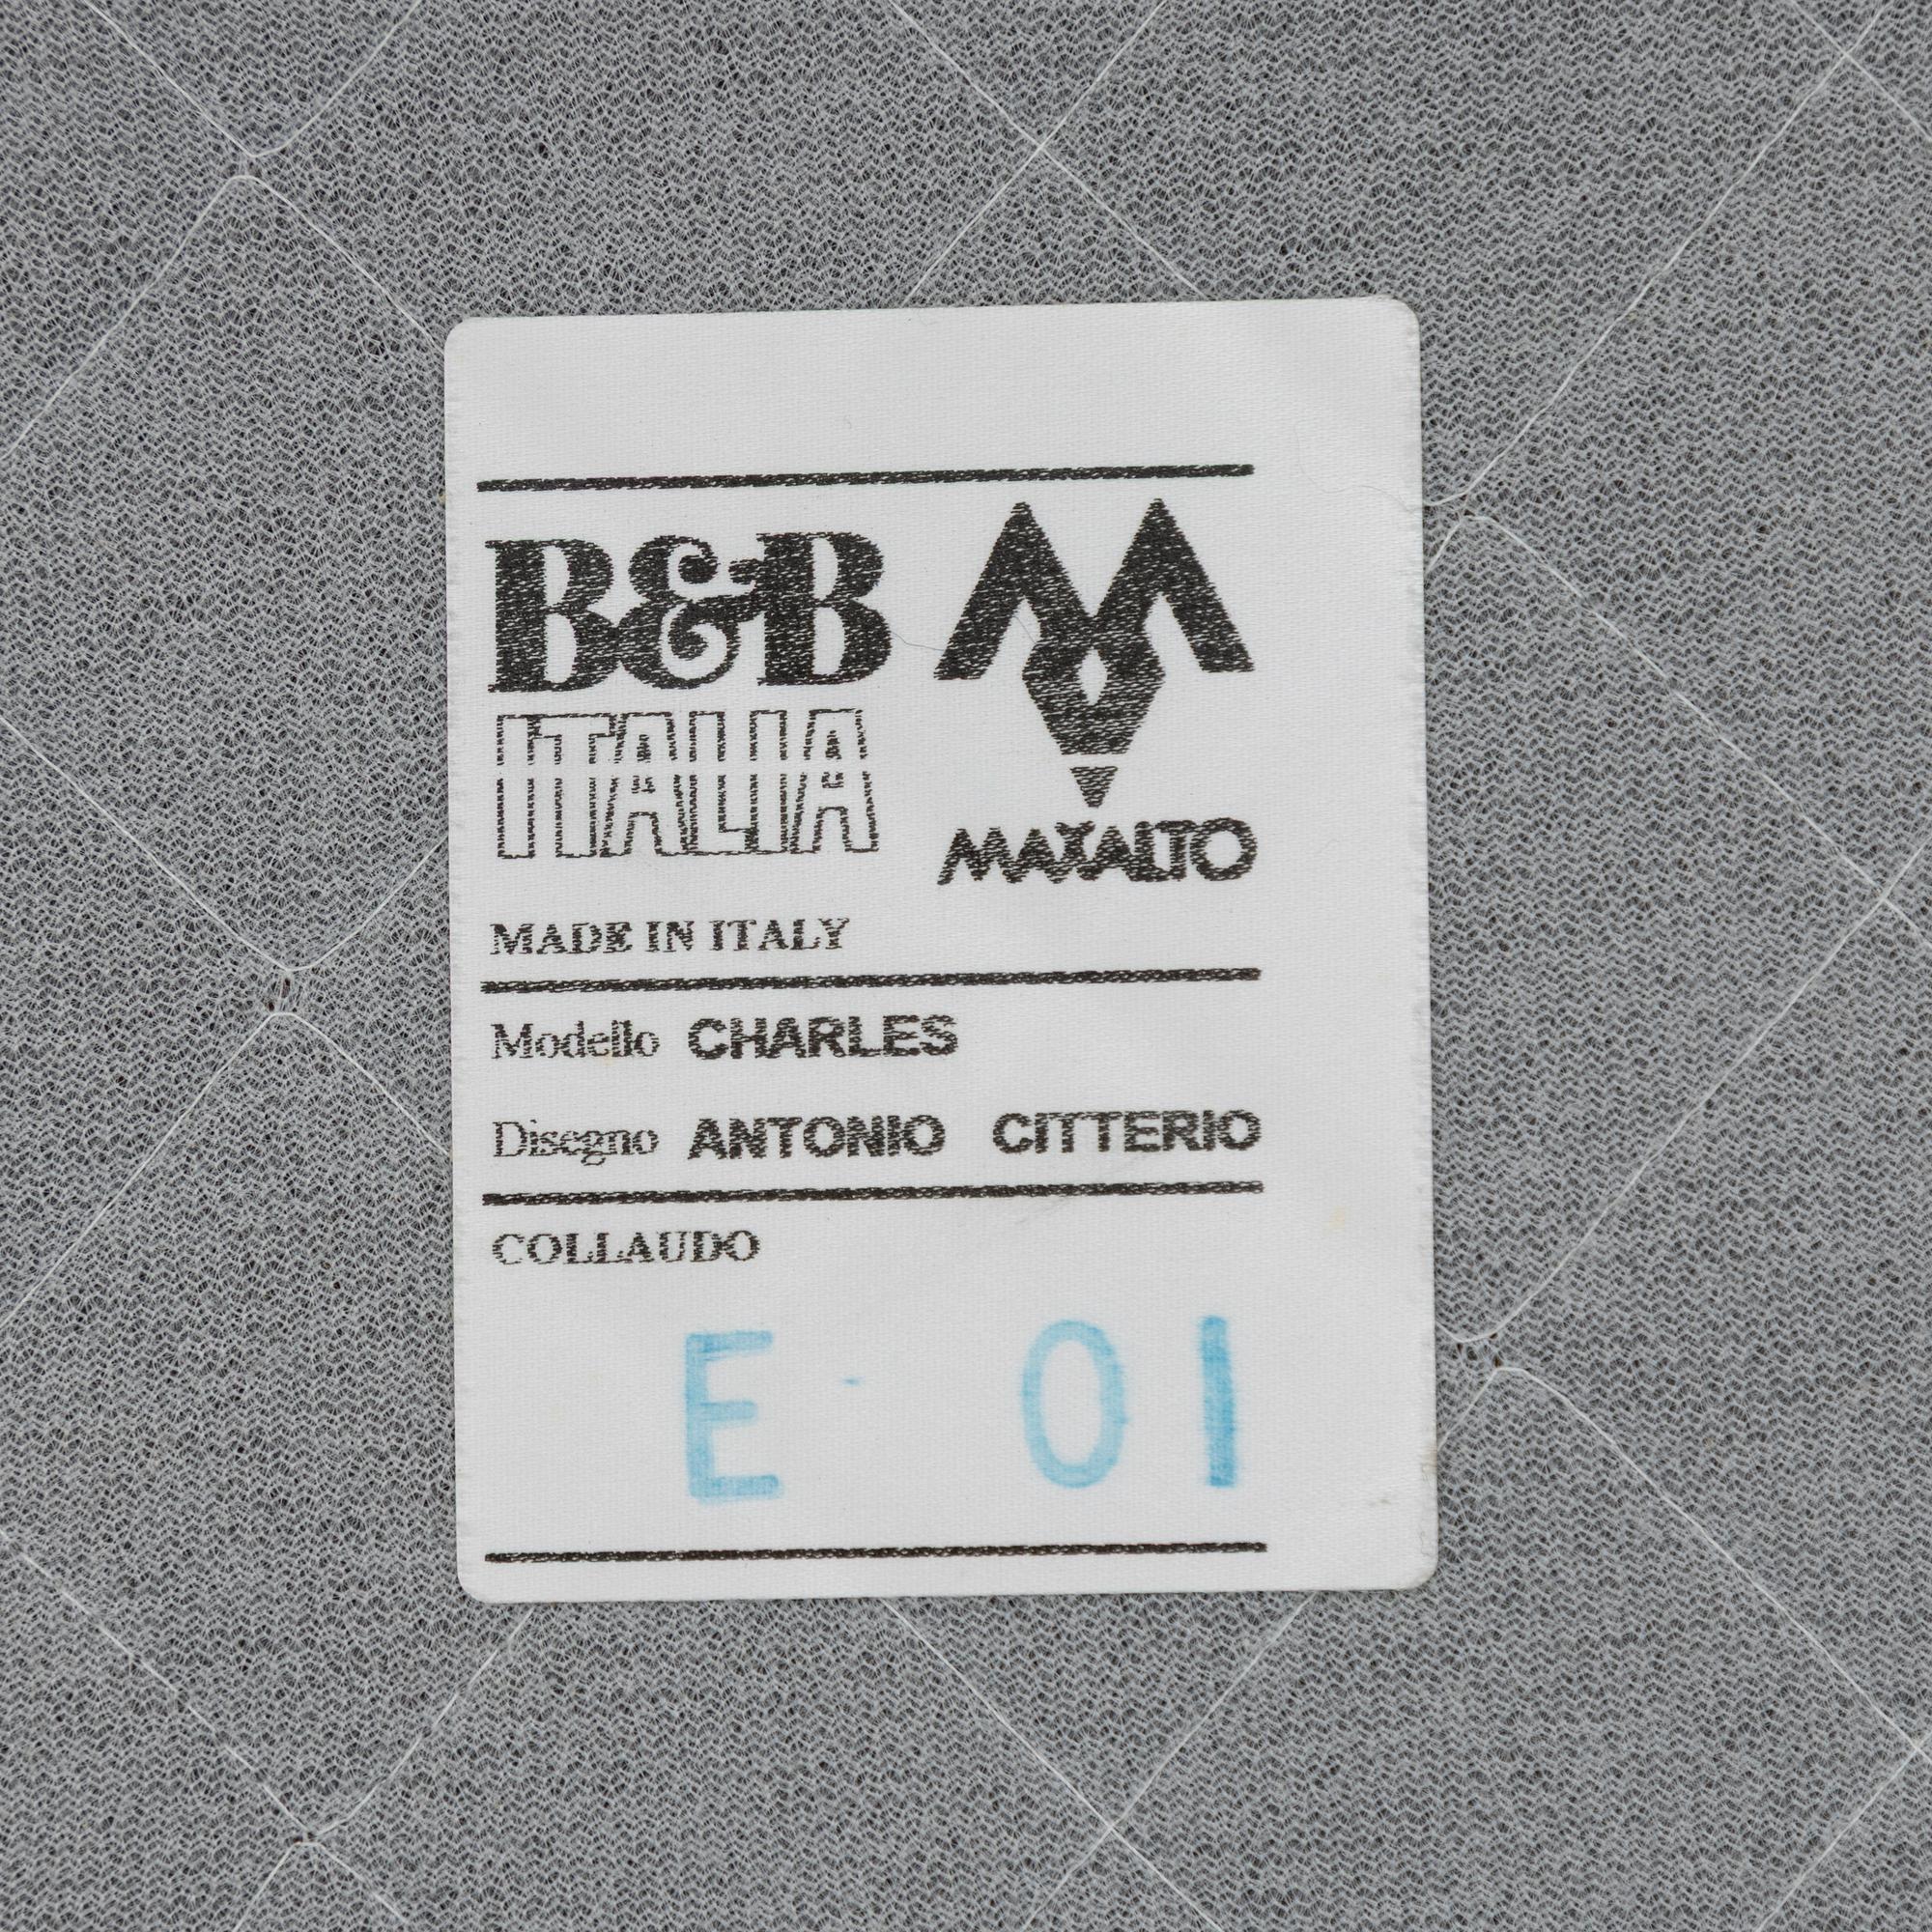 B&B
ITALIA
M
MAXALTO
MADE IN ITALY
Modello CHARLES
Disegno ANTONIO CITTERIO
COLLAUDO
E 01